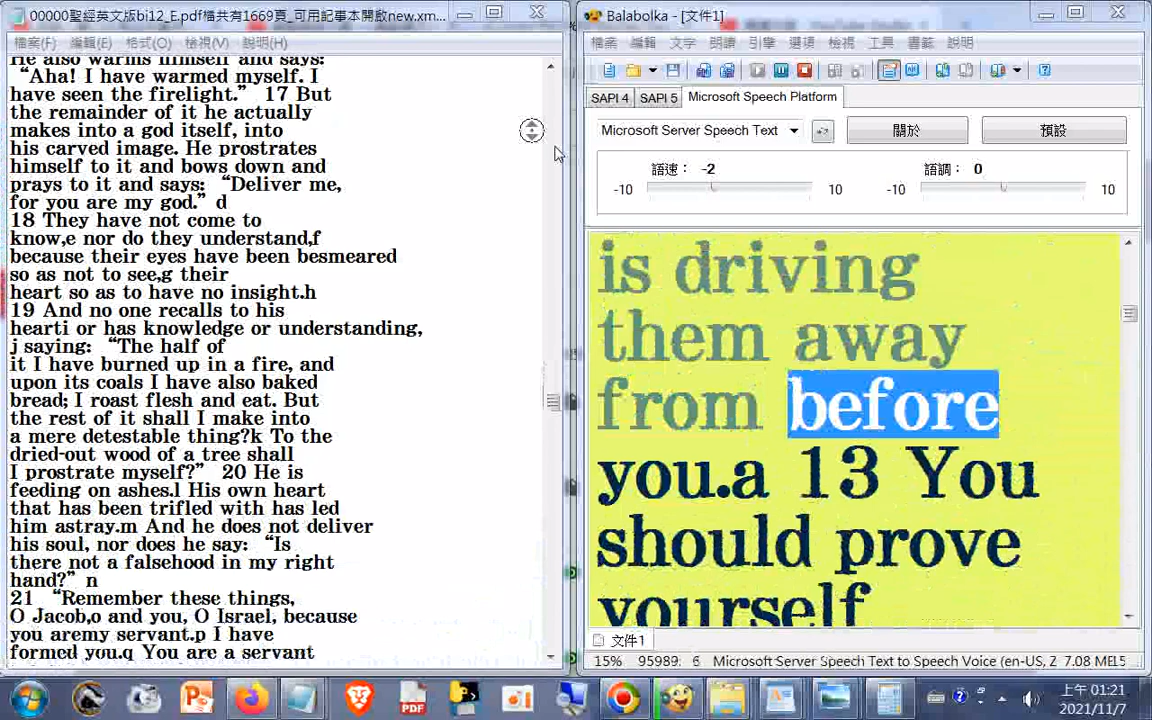 00000聖經英文版bi12_E.pdf檔共有1669頁_可用記事本開啟new.xm...
檔案(F) 編輯(E) 格式(O) 檢視(V) 說明(H)
He also warms himself and says:
“Aha! I have warmed myself. I
have seen the firelight.” 17 But
the remainder of it he actually
makes into a god itself, into
his carved image. He prostrates
himself to it and bows down and
prays to it and says: “Deliver me,
for you are my god.” d
18 They have not come to
know,e nor do they understand,f
because their eyes have been besmeared
so as not to see,g their
heart so as to have no insight.h
19 And no one recalls to his
hearti or has knowledge or understanding,
j saying: “The half of
it I have burned up in a fire, and
upon its coals I have also baked
bread; I roast flesh and eat. But
the rest of it shall I make into
a mere detestable thing?k To the
dried-out wood of a tree shall
I prostrate myself?” 20 He is
feeding on ashes.l His own heart
that has been trifled with has led
him astray.m And he does not deliver
his soul, nor does he say: “Is
there not a falsehood in my right
hand?” n
21 “Remember these things,
O Jacob,o and you, O Israel, because
you aremy servant.p I have
formed you.q You are a servant
Balabolka - [文件1]
檔案 編輯 文字 朗讀 引擎 選項 檢視 工具 書籤 說明
SAPI 4 SAPI 5 Microsoft Speech Platform
Microsoft Server Speech Text 關於 預設
語速： -2 語調： 0
-10 10 -10 10
is driving
them away
from before
you.a 13 You
should prove
yourself
文件1
15% 95989: 6 Microsoft Server Speech Text to Speech Voice (en-US, 2 7.08 ME15
上午 01:21
2021/11/7